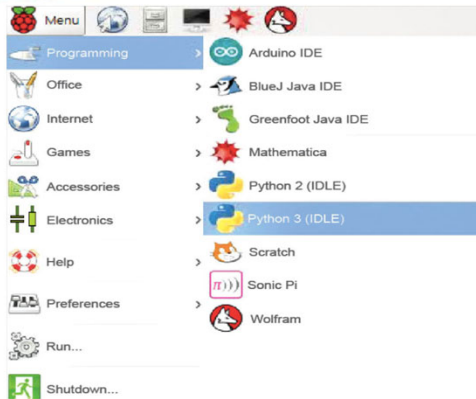 Menu
Programming
Office
Internet
Games
Accessories
Electronics
Help
Preferences
Run...
Shutdown...
Arduino IDE
BlueJ Java IDE
Greenfoot Java IDE
Mathematica
Python 2 (IDLE)
Python 3 (IDLE)
Scratch
π)))
Sonic Pi
Wolfram